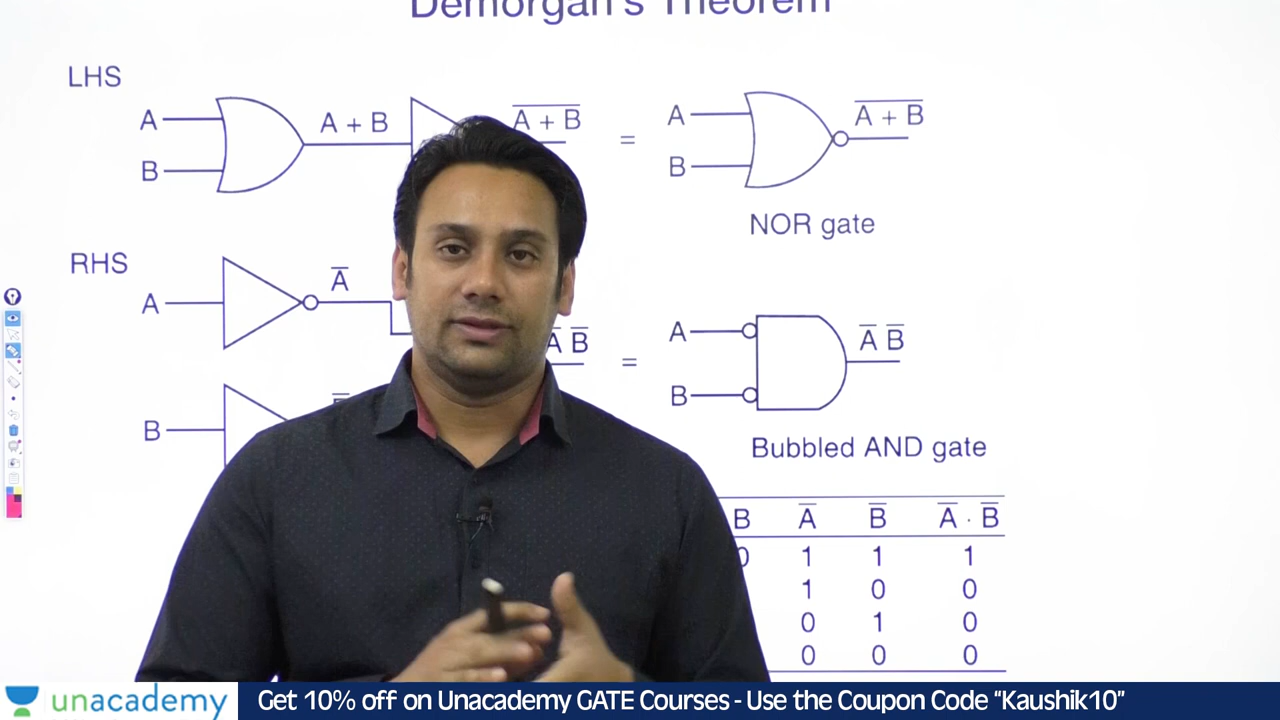 Demorgan's Theorem
LHS
A
B
A + B
A + B
=
A
B
A + B
NOR gate
RHS
A
A
B
A B
=
A
B
A B
Bubbled AND gate
B A B A · B
0 1 1 1
1 0 0
0 1 0
0 0 0
unacademy
Get 10% off on Unacademy GATE Courses - Use the Coupon Code “Kaushik10”